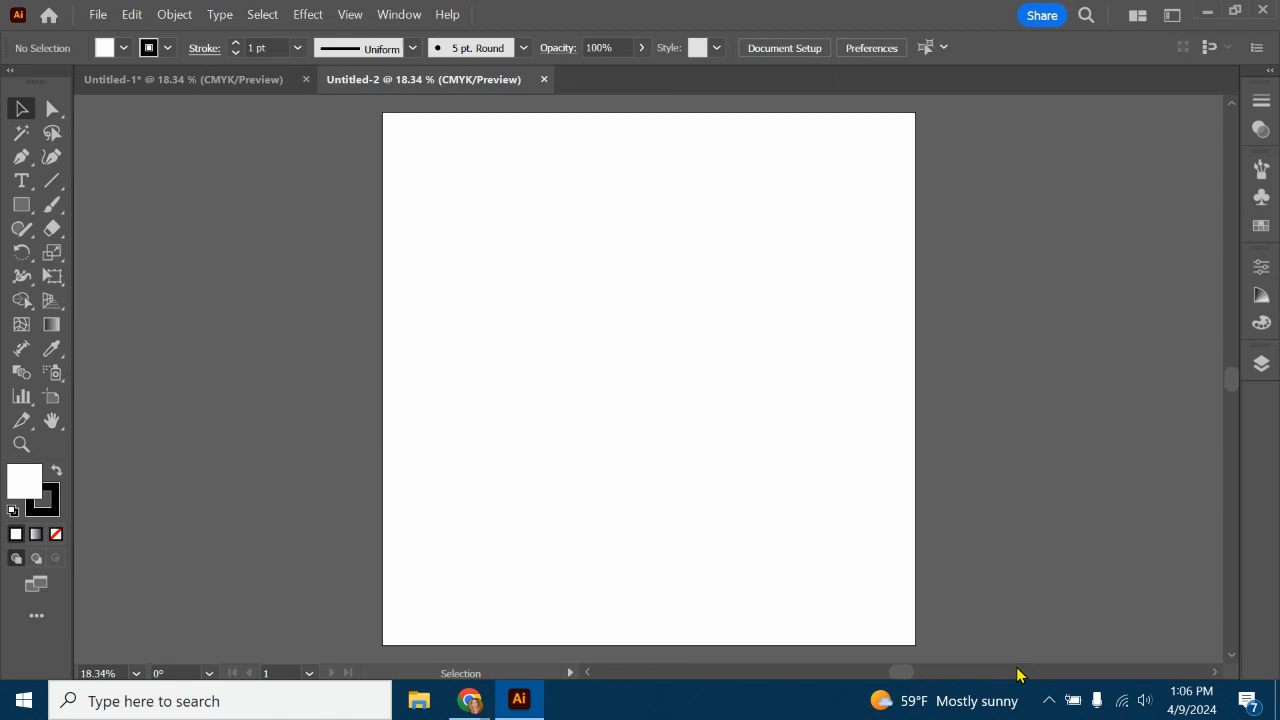 Ai File Edit Object Type Select Effect View Window Help Share
No Selection Stroke: 1 pt Uniform 5 pt. Round Opacity: 100% Style: Document Setup Preferences
Untitled-1* @ 18.34 % (CMYK/Preview) × Untitled-2 @ 18.34 % (CMYK/Preview) ×
18.34% 0° 1 Selection
Type here to search Ai 59°F Mostly sunny 1:06 PM
4/9/2024 7